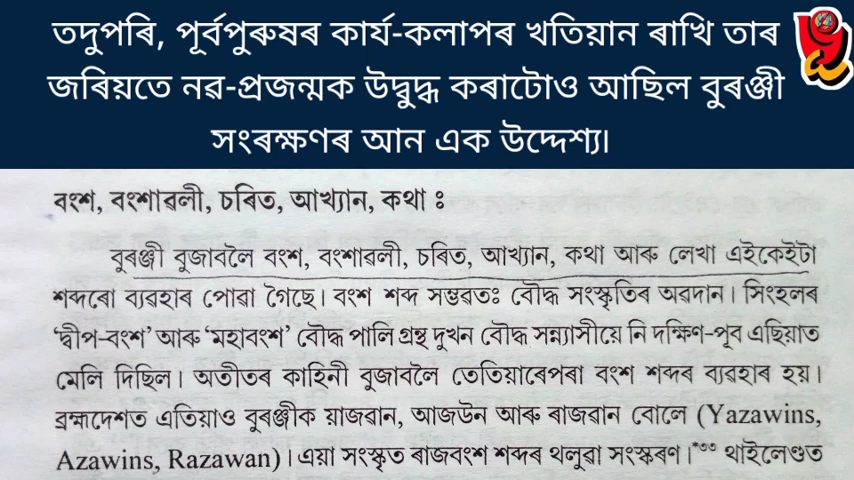 তদুপৰি, পূৰ্বপুৰুষৰ কাৰ্য-কলাপৰ খতিয়ান ৰাখি তাৰ
জৰিয়তে নৱ-প্ৰজন্মক উদ্বুদ্ধ কৰাটোও আছিল বুৰঞ্জী
সংৰক্ষণৰ আন এক উদ্দেশ্য।
বংশ, বংশাৱলী, চৰিত, আখ্যান, কথা ঃ
বুৰঞ্জী বুজাবলৈ বংশ, বংশাৱলী, চৰিত, আখ্যান, কথা আৰু লেখা এইকেইটা
শব্দৰো ব্যৱহাৰ পোৱা গৈছে। বংশ শব্দ সম্ভৱতঃ বৌদ্ধ সংস্কৃতিৰ অৱদান। সিংহলৰ
‘দ্বীপ-বংশ’ আৰু ‘মহাবংশ’ বৌদ্ধ পালি গ্ৰন্থ দুখন বৌদ্ধ সন্ন্যাসীয়ে নি দক্ষিণ-পূব এছিয়াত
মেলি দিছিল। অতীতৰ কাহিনী বুজাবলৈ তেতিয়াৰেপৰা বংশ শব্দৰ ব্যৱহাৰ হয়।
ব্ৰহ্মদেশত এতিয়াও বুৰঞ্জীক য়াজৱান, আজউন আৰু ৰাজৱান বোলে (Yazawins,
Azawins, Razawan)। এয়া সংস্কৃত ৰাজবংশ শব্দৰ থলুৱা সংস্কৰণ।*৩৩ থাইলেণ্ডত